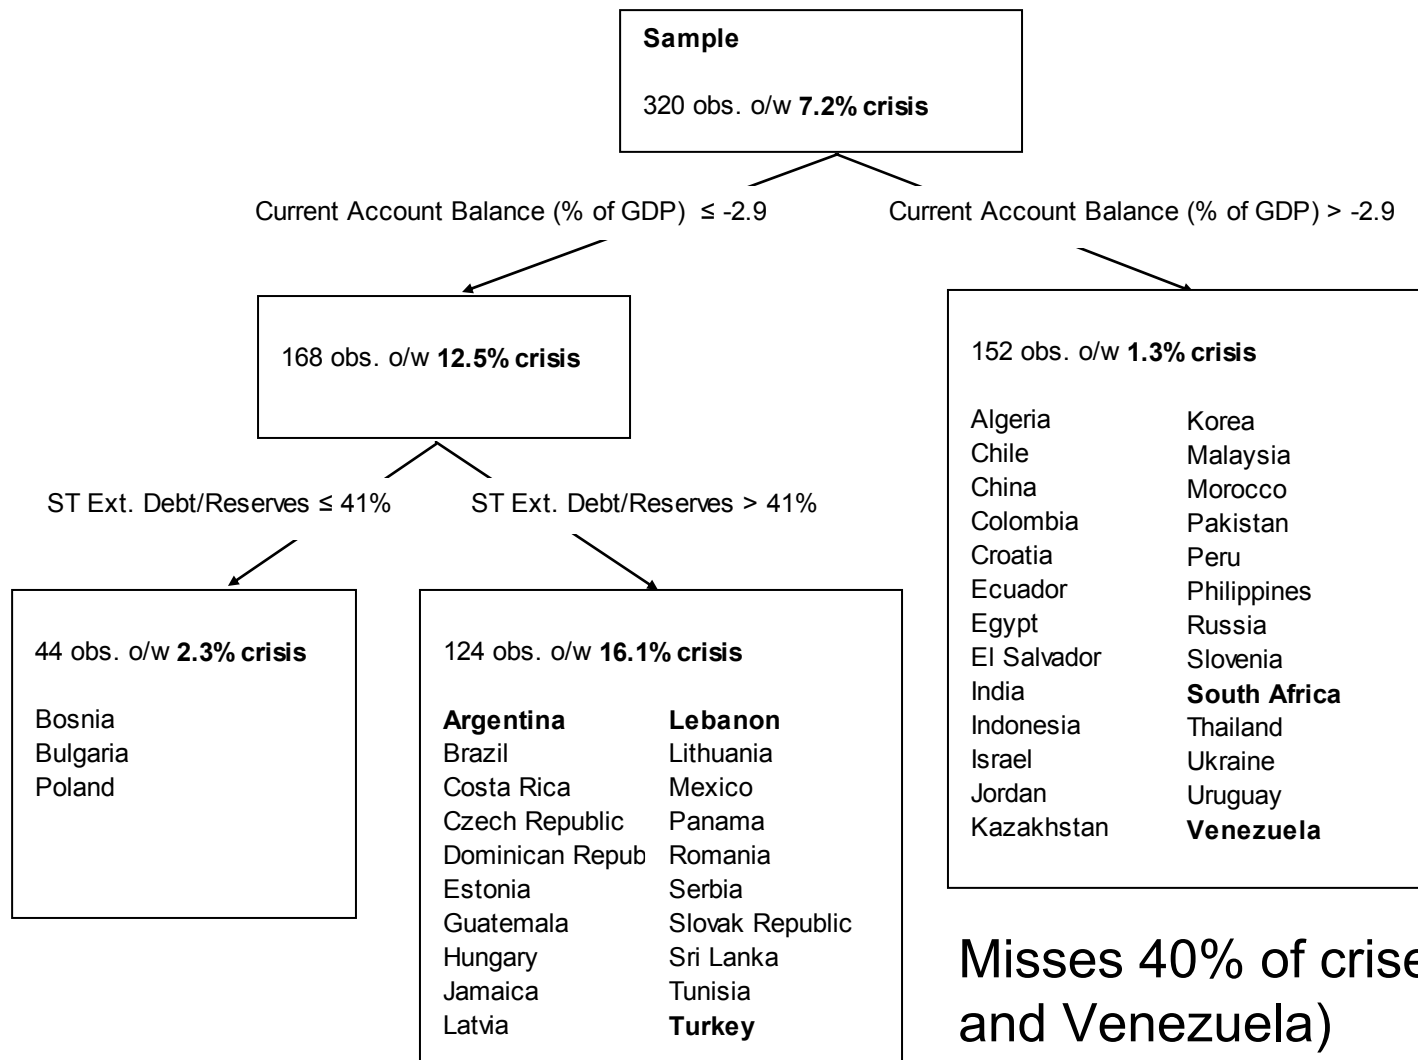 Sample
320 obs. o/w 7.2% crisis
Current Account Balance (% of GDP) ≤ -2.9
Current Account Balance (% of GDP) > -2.9
168 obs. o/w 12.5% crisis
152 obs. o/w 1.3% crisis
Algeria
Chile
China
Colombia
Croatia
Ecuador
Egypt
El Salvador
India
Indonesia
Israel
Jordan
Kazakhstan
Korea
Malaysia
Morocco
Pakistan
Peru
Philippines
Russia
Slovenia
South Africa
Thailand
Ukraine
Uruguay
Venezuela
ST Ext. Debt/Reserves ≤ 41%
ST Ext. Debt/Reserves > 41%
44 obs. o/w 2.3% crisis
Bosnia
Bulgaria
Poland
124 obs. o/w 16.1% crisis
Argentina
Brazil
Costa Rica
Czech Republic
Dominican Repub
Estonia
Guatemala
Hungary
Jamaica
Latvia
Lebanon
Lithuania
Mexico
Panama
Romania
Serbia
Slovak Republic
Sri Lanka
Tunisia
Turkey
Misses 40% of crise
and Venezuela)